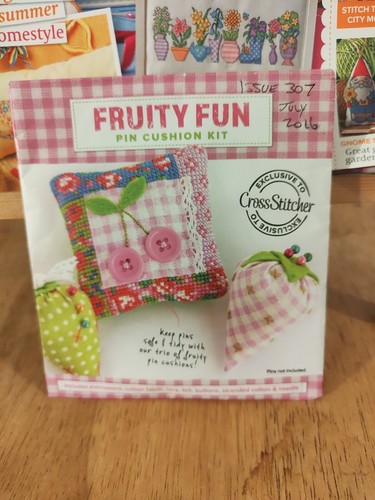 summer
omestyle
STITCH T
CITY M
GNOME
Great g
garden
ISSUE 307
JULY
2016
FRUITY FUN
PIN CUSHION KIT
EXCLUSIVE TO
CrossStitcher
EXCLUSIVE TO
Keep pins
safe & tidy with
our trio of fruity
pin cushions!
Pins not included